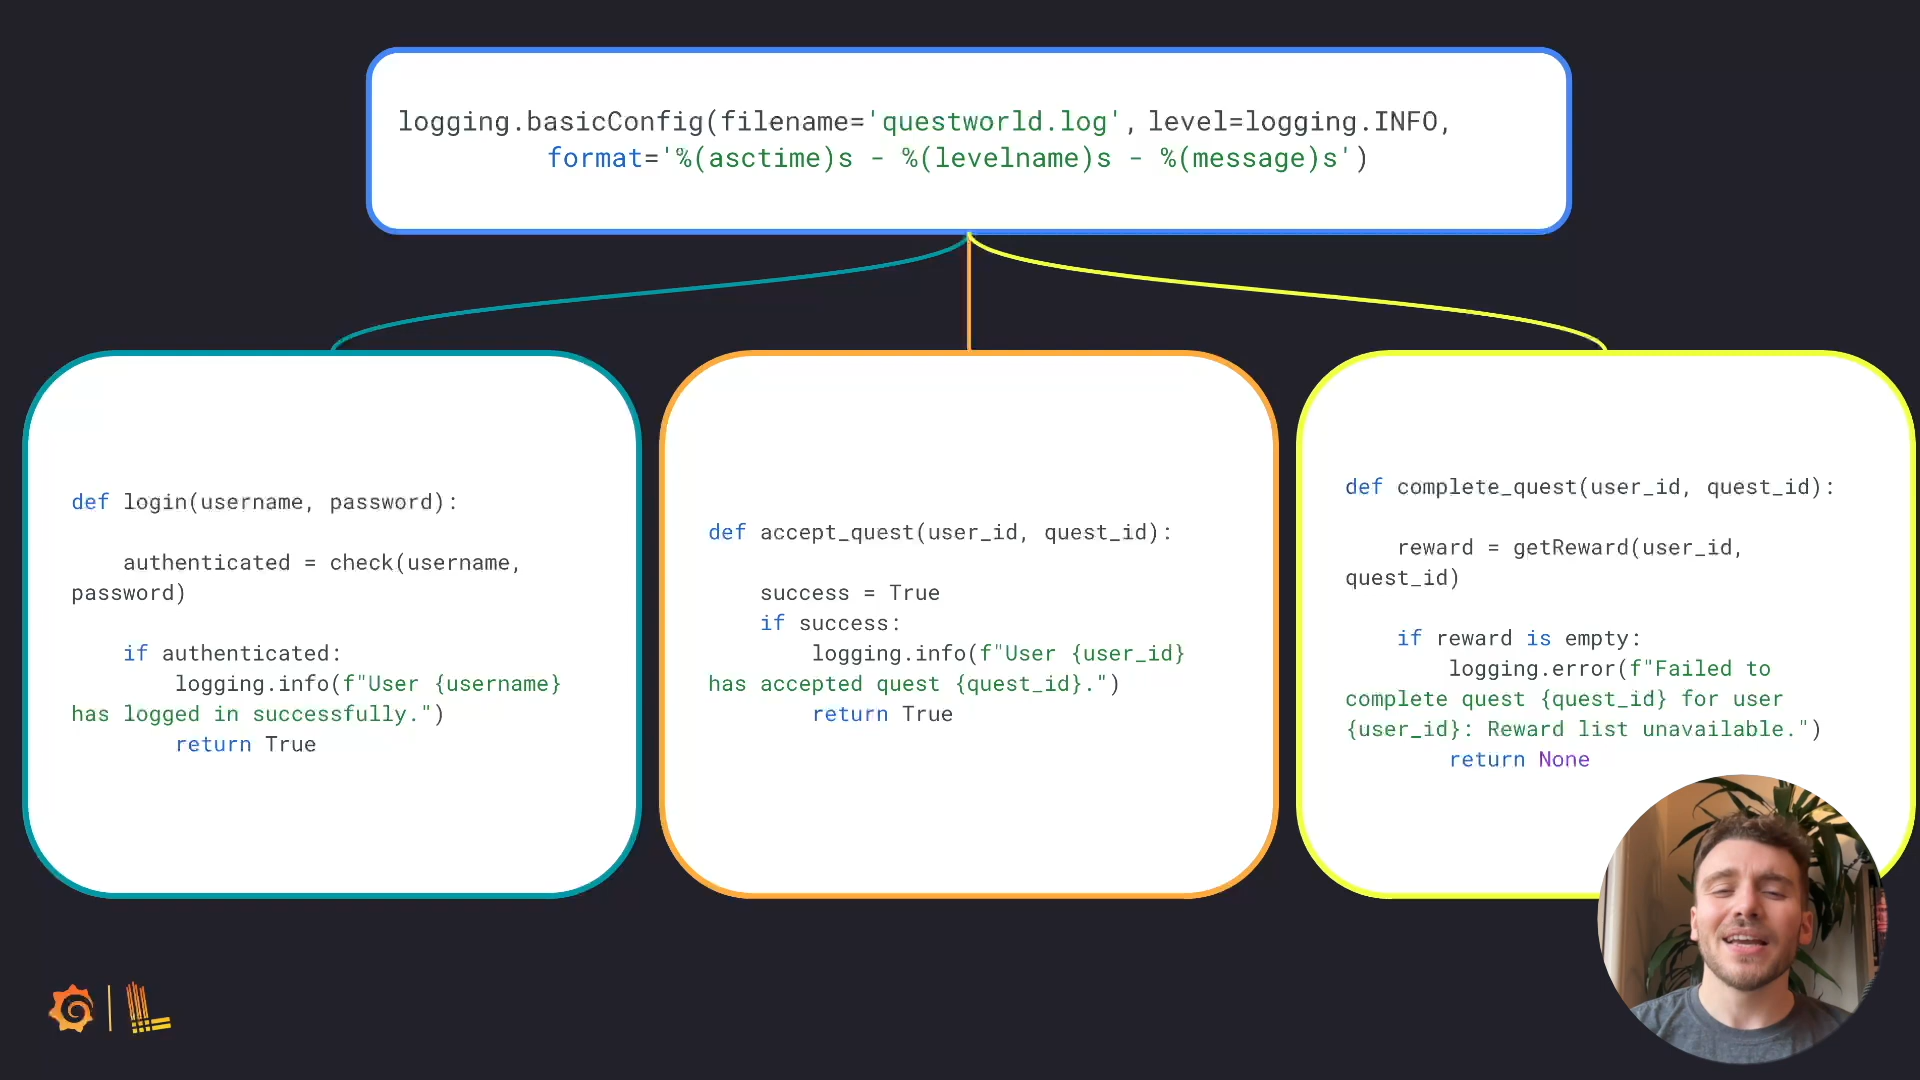 logging.basicConfig(filename='questworld.log', level=logging.INFO,
format='%(asctime)s - %(levelname)s - %(message)s')
def login(username, password):
authenticated = check(username,
password)
if authenticated:
logging.info(f"User {username}
has logged in successfully.")
return True
def accept_quest(user_id, quest_id):
success = True
if success:
logging.info(f"User {user_id}
has accepted quest {quest_id}.")
return True
def complete_quest(user_id, quest_id):
reward = getReward(user_id,
quest_id)
if reward is empty:
logging.error(f"Failed to
complete quest {quest_id} for user
{user_id}: Reward list unavailable.")
return None